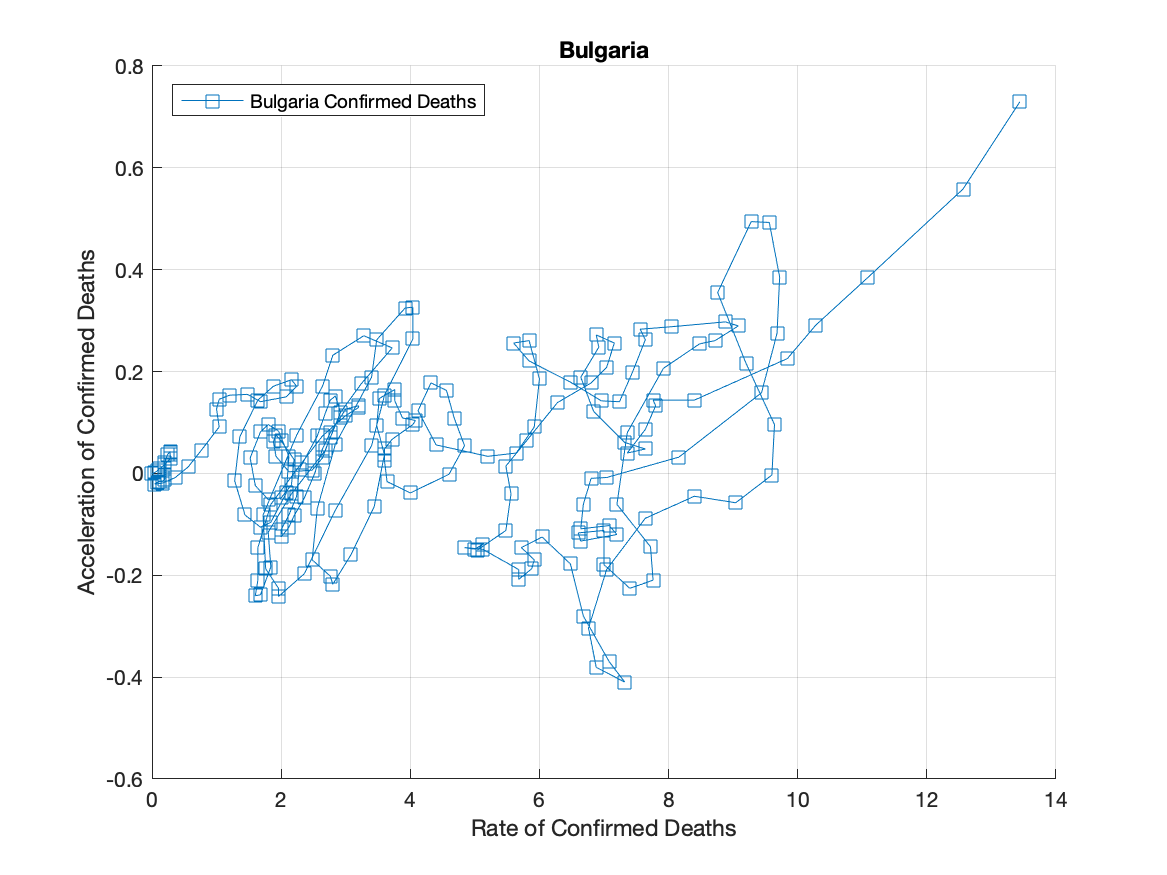 Bulgaria
0.8
0.6
0.4
0.2
0
-0.2
-0.4
-0.6
Bulgaria Confirmed Deaths
Acceleration of Confirmed Deaths
0 2 4 6 8 10 12 14
Rate of Confirmed Deaths